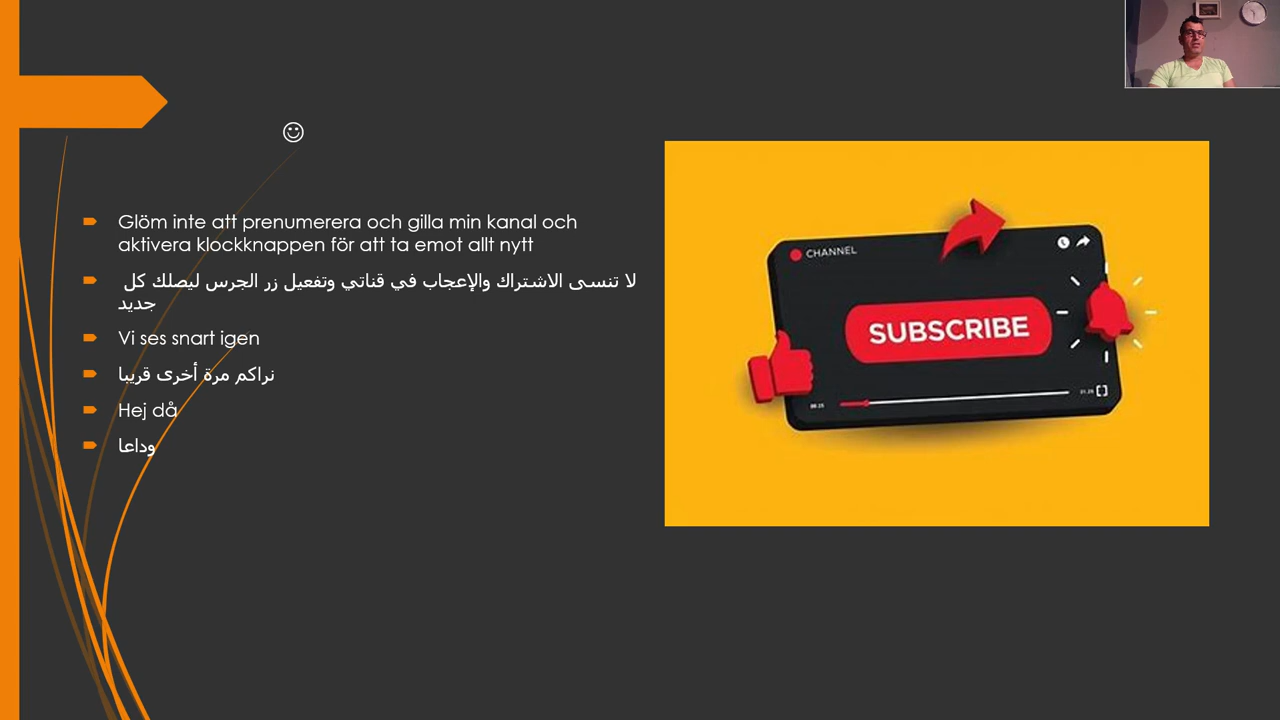 ☺
Glöm inte att prenumerera och gilla min kanal och
aktivera klockknappen för att ta emot allt nytt
لا تنسى الاشتراك والإعجاب في قناتي وتفعيل زر الجرس ليصلك كل
جديد
Vi ses snart igen
نراكم مرة أخرى قريبا
Hej då
وداعا
CHANNEL
SUBSCRIBE